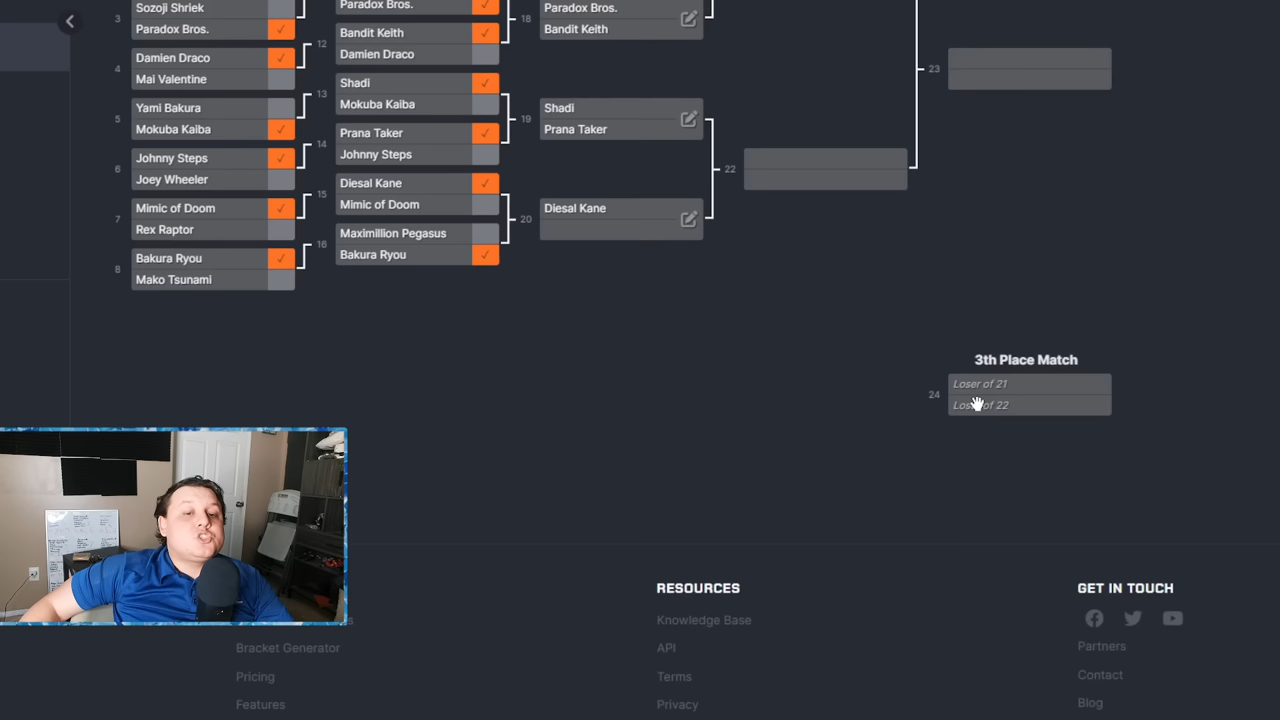 3
Sozoji Shriek
Paradox Bros. ✓
4
Damien Draco ✓
Mai Valentine
5
Yami Bakura
Mokuba Kaiba ✓
6
Johnny Steps ✓
Joey Wheeler
7
Mimic of Doom ✓
Rex Raptor
8
Bakura Ryou ✓
Mako Tsunami
Paradox Bros. ✓
12
Bandit Keith ✓
Damien Draco
13
Shadi ✓
Mokuba Kaiba
14
Prana Taker ✓
Johnny Steps
15
Diesal Kane ✓
Mimic of Doom
16
Maximillion Pegasus
Bakura Ryou ✓
18
Paradox Bros.
Bandit Keith
19
Shadi
Prana Taker
20
Diesal Kane
22
23
3th Place Match
24
Loser of 21
of 22
Bracket Generator
Pricing
Features
RESOURCES
Knowledge Base
API
Terms
Privacy
GET IN TOUCH
Partners
Contact
Blog